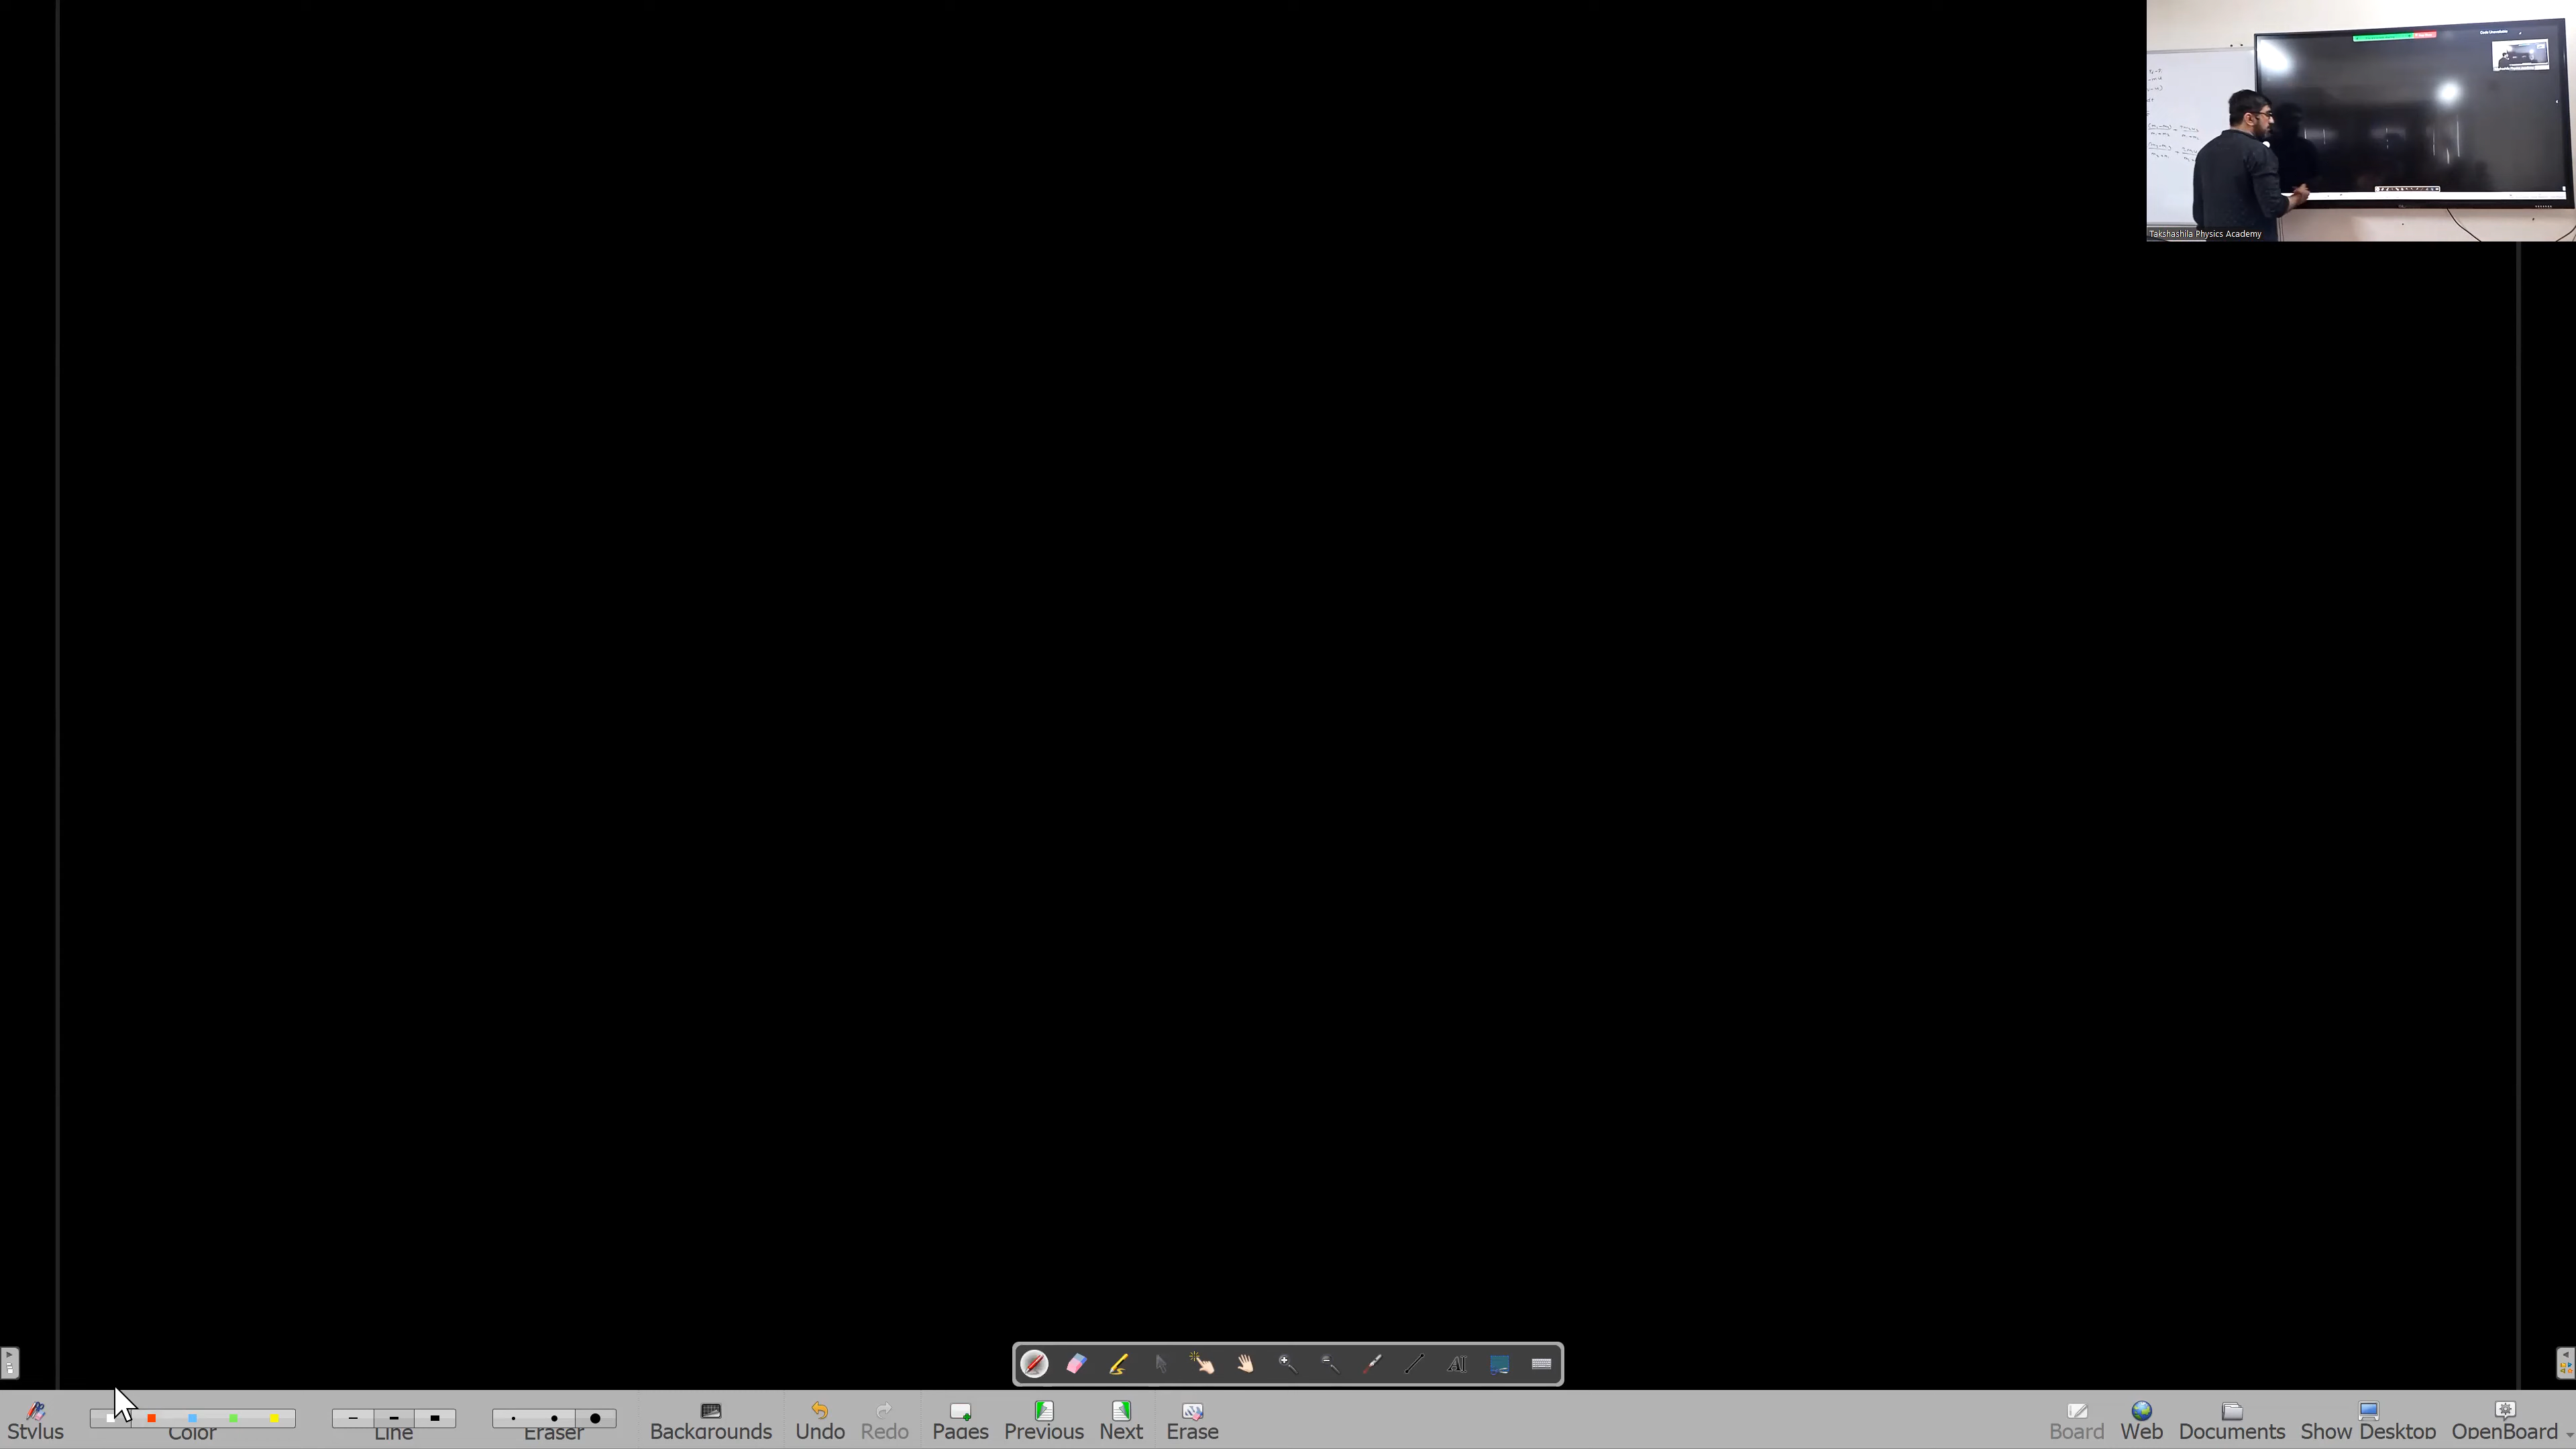 Takshashila Physics Academy
Stylus
Color
Line
Eraser
Backgrounds
Undo
Redo
Pages
Previous
Next
Erase
Board
Web
Documents
Show Desktop
OpenBoard